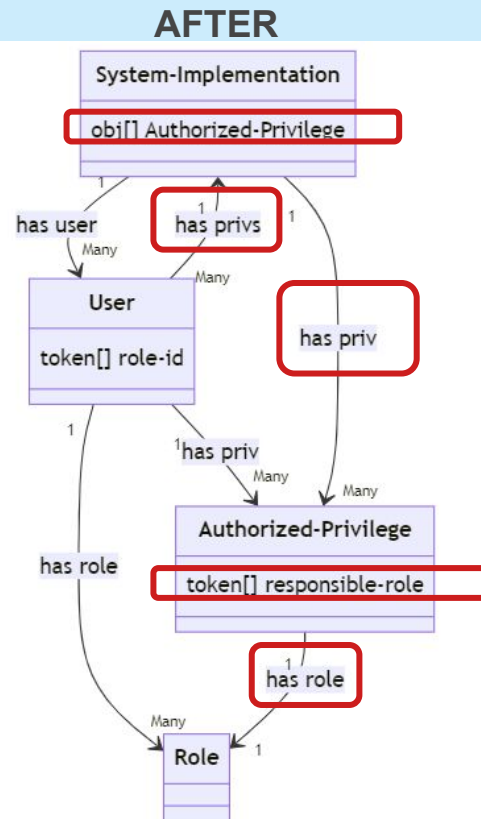 AFTER
System-Implementation
obj[] Authorized-Privilege
1
has user
Many
1
has privs
Many
1
has priv
Many
User
token[] role-id
1
has priv
Many
1
has role
Many
Authorized-Privilege
token[] responsible-role
1
has role
1
Role